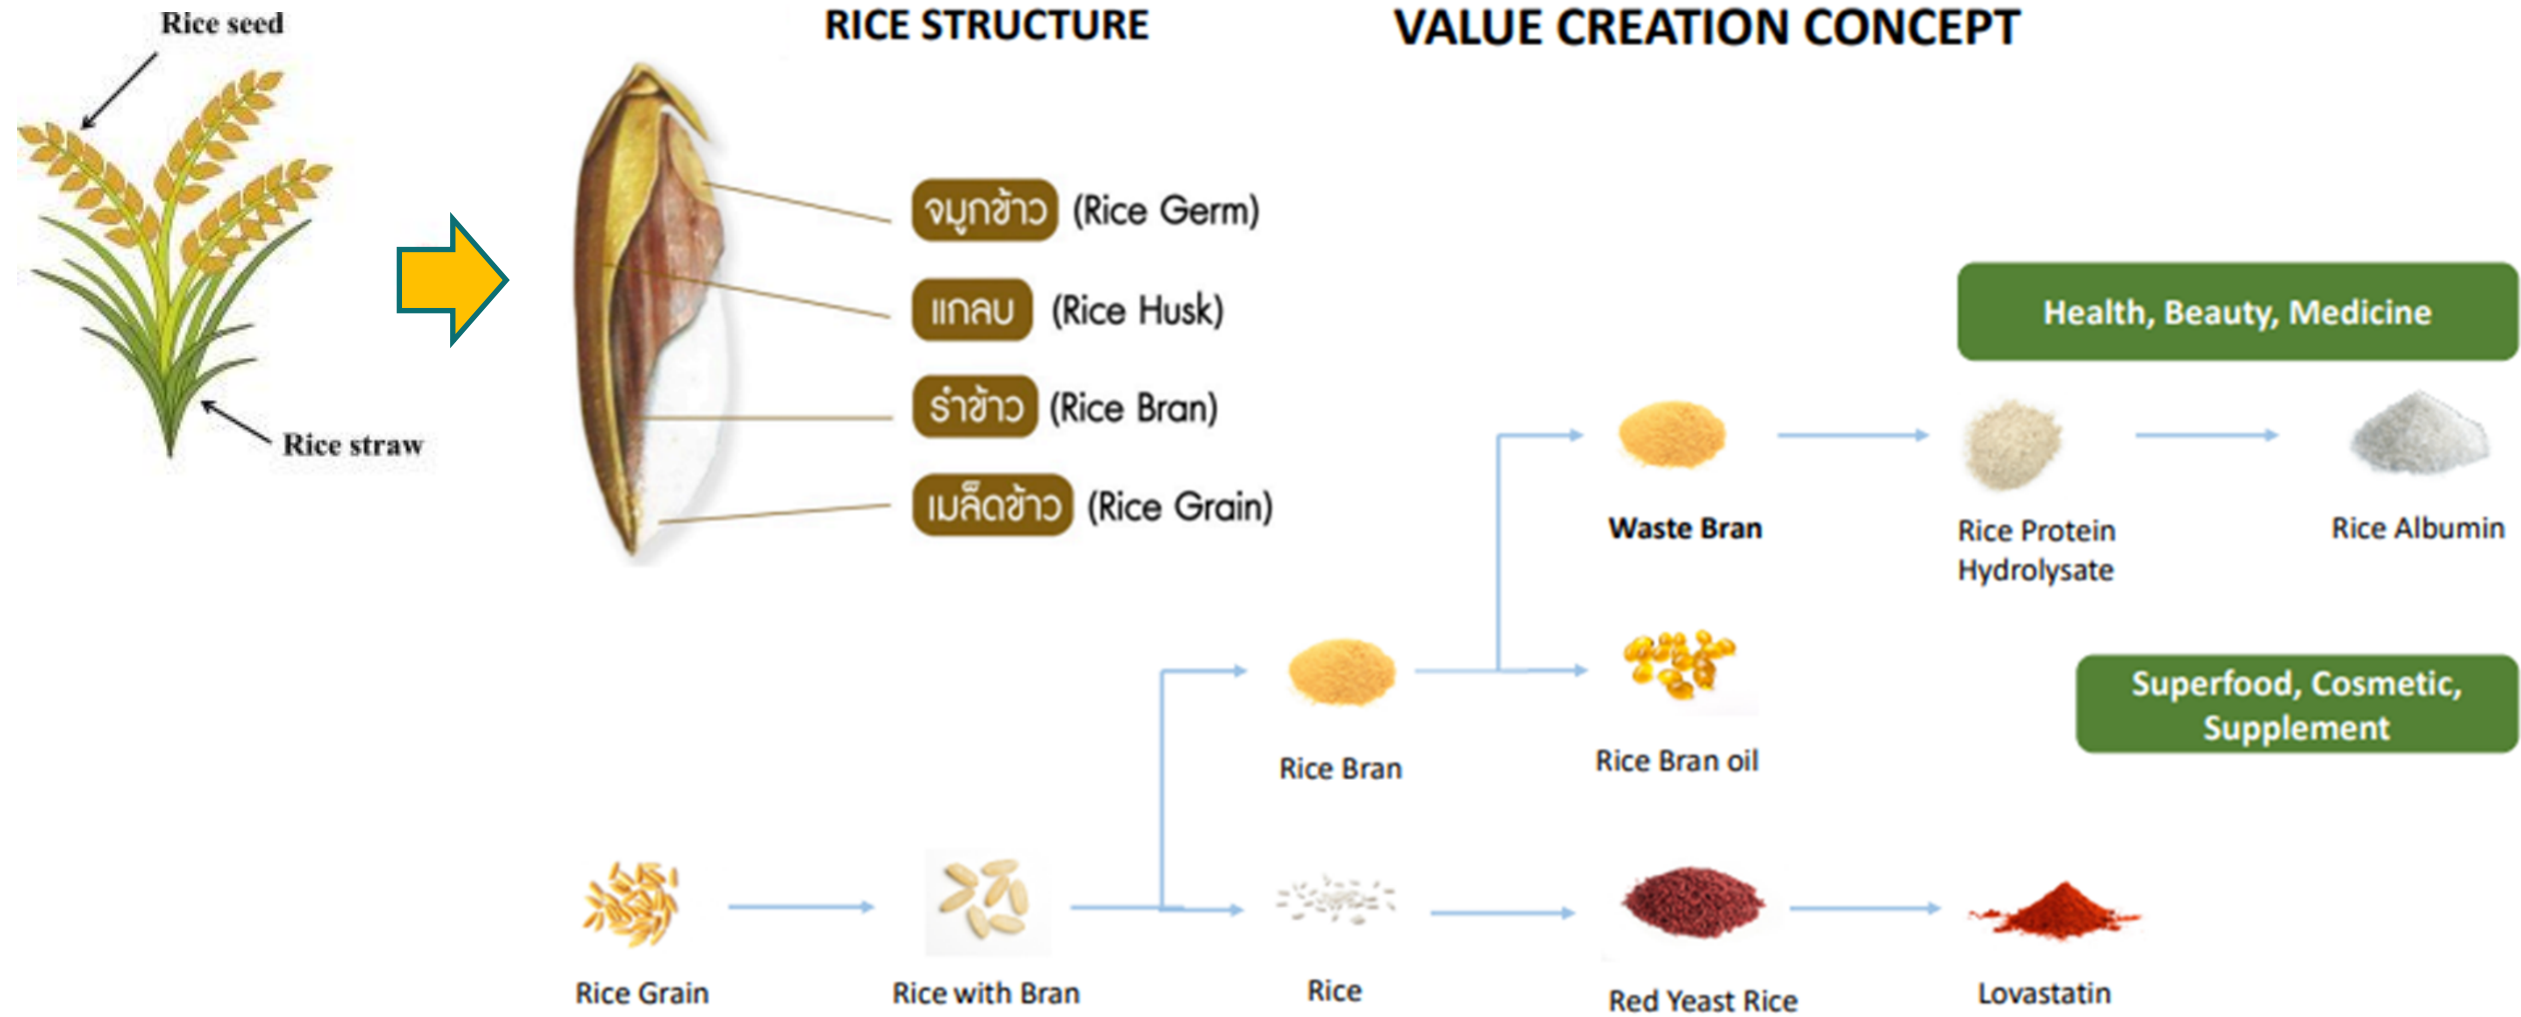 Rice seed
Rice straw
RICE STRUCTURE
จมูกข้าว (Rice Germ)
แกลบ (Rice Husk)
รำข้าว (Rice Bran)
เมล็ดข้าว (Rice Grain)
VALUE CREATION CONCEPT
Health, Beauty, Medicine
Waste Bran
Rice Protein
Hydrolysate
Rice Albumin
Superfood, Cosmetic,
Supplement
Rice Bran
Rice Bran oil
Rice Grain
Rice with Bran
Rice
Red Yeast Rice
Lovastatin